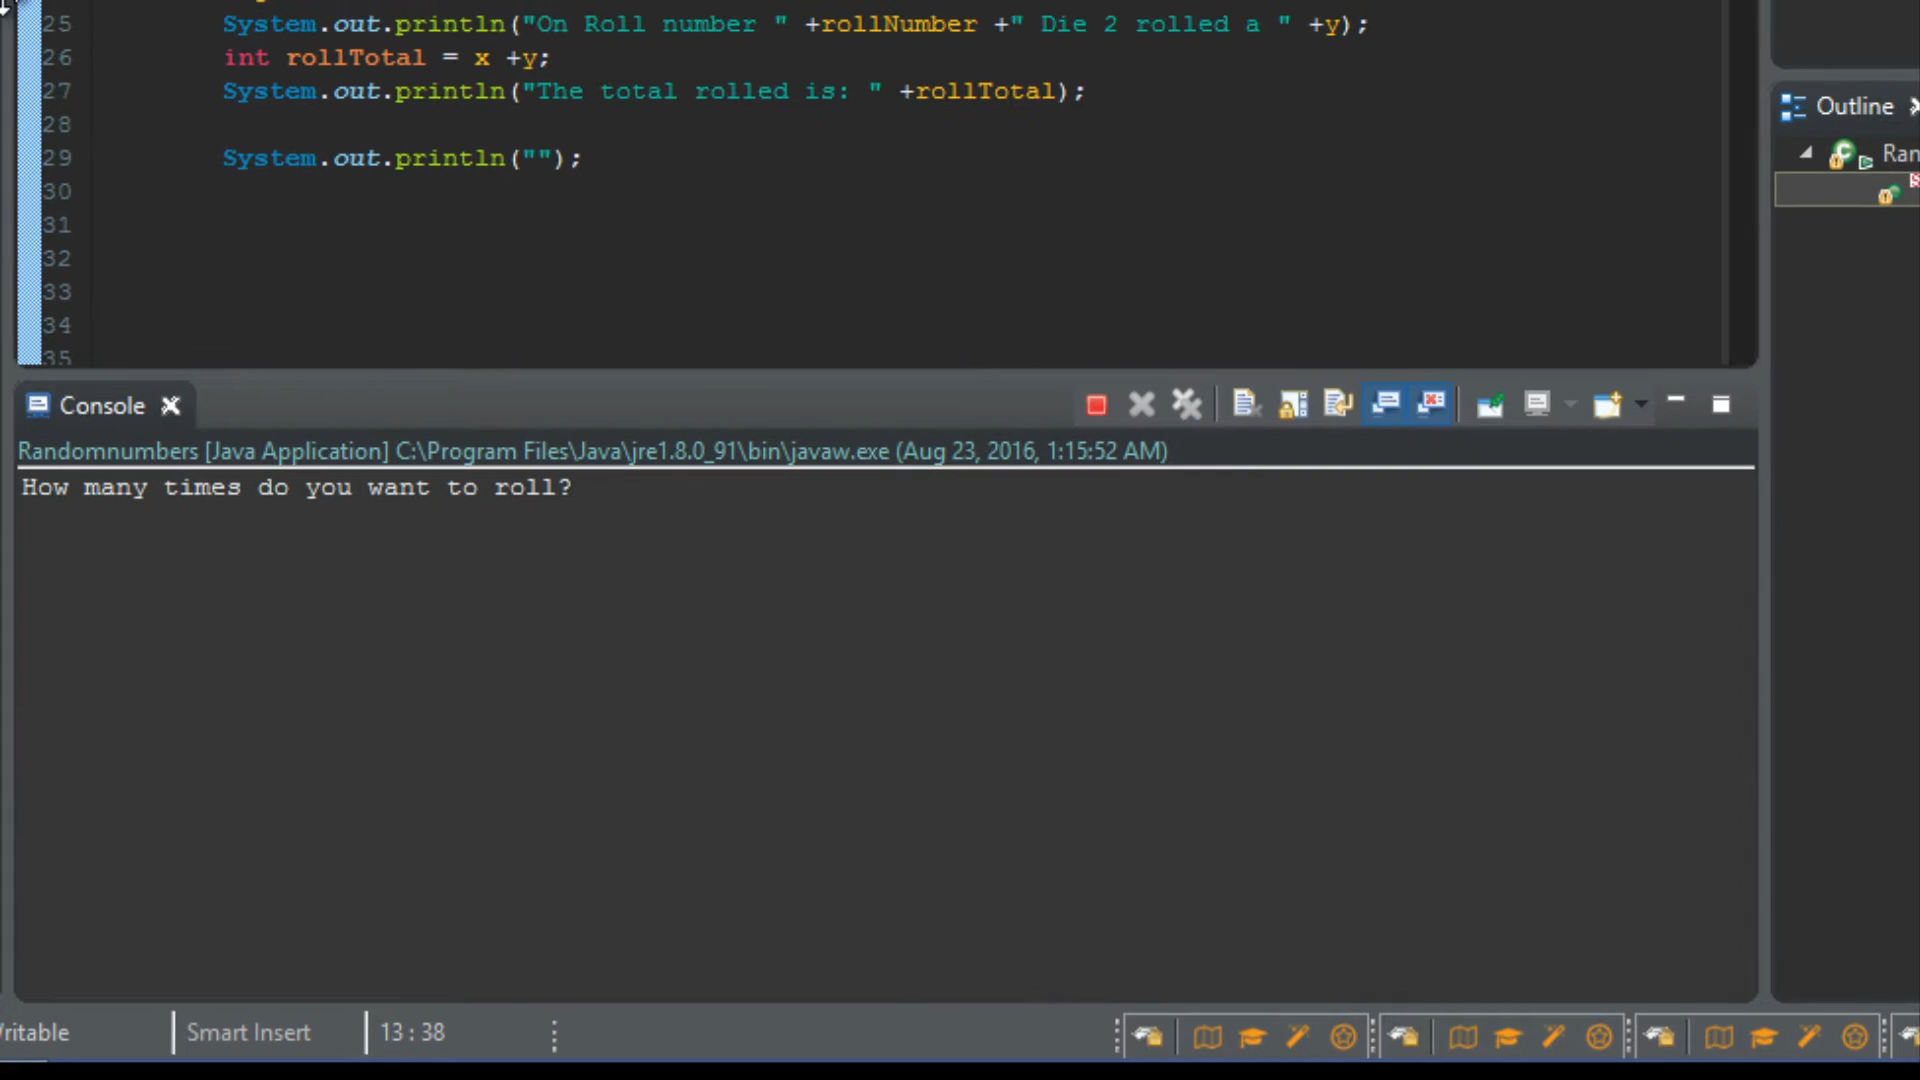 25 System.out.println("On Roll number " +rollNumber +" Die 2 rolled a " +y);
26 int rollTotal = x +y;
27 System.out.println("The total rolled is: " +rollTotal);
28
29 System.out.println("");
30
31
32
33
34
35
Outline
Ran
Console
Randomnumbers [Java Application] C:\Program Files\Java\jre1.8.0_91\bin\javaw.exe (Aug 23, 2016, 1:15:52 AM)
How many times do you want to roll?
ritable Smart Insert 13 : 38